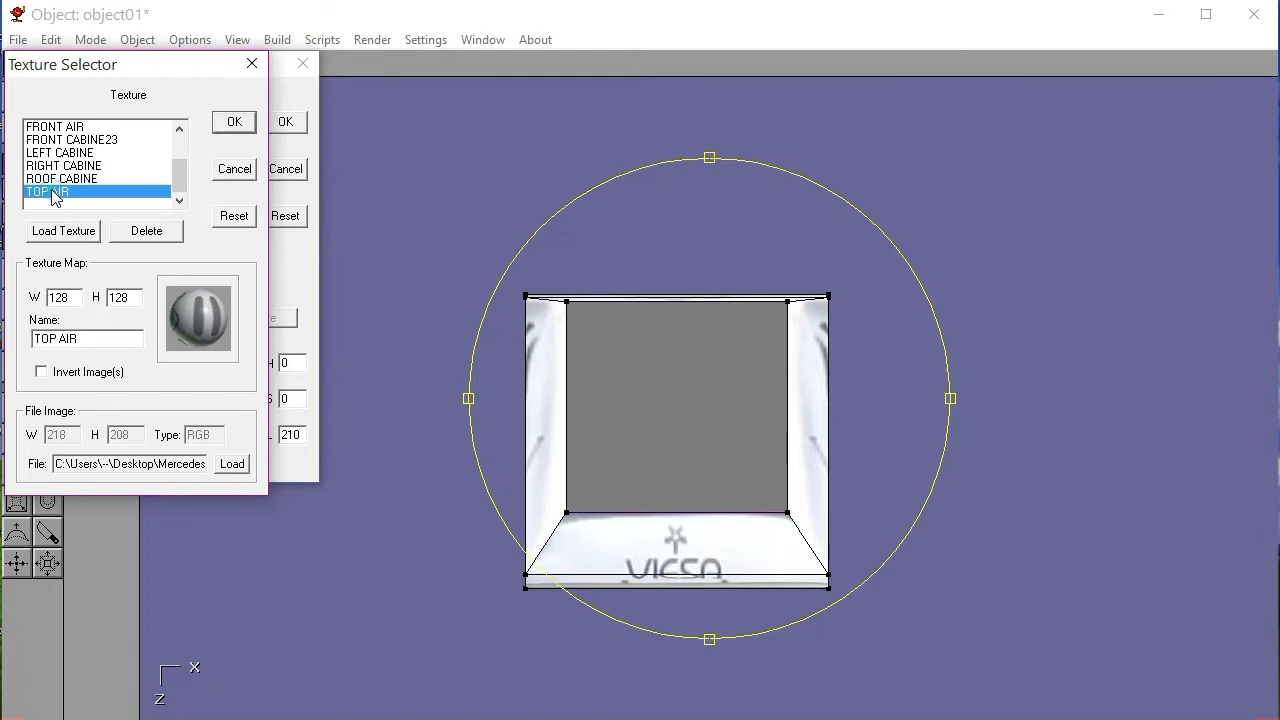 Object: object01*
File Edit Mode Object Options View Build Scripts Render Settings Window About
Texture Selector
Texture
FRONT AIR
FRONT CABINE23
LEFT CABINE
RIGHT CABINE
ROOF CABINE
TOP AIR
OK
OK
Cancel
Cancel
Reset
Reset
Load Texture
Delete
Texture Map:
W 128 H 128
Name:
TOP AIR
Invert Image(s)
H 0
0
210
File Image:
W 218 H 208 Type: RGB
File: C:\Users\--\Desktop\Mercedes Load
VIESA
X
Z